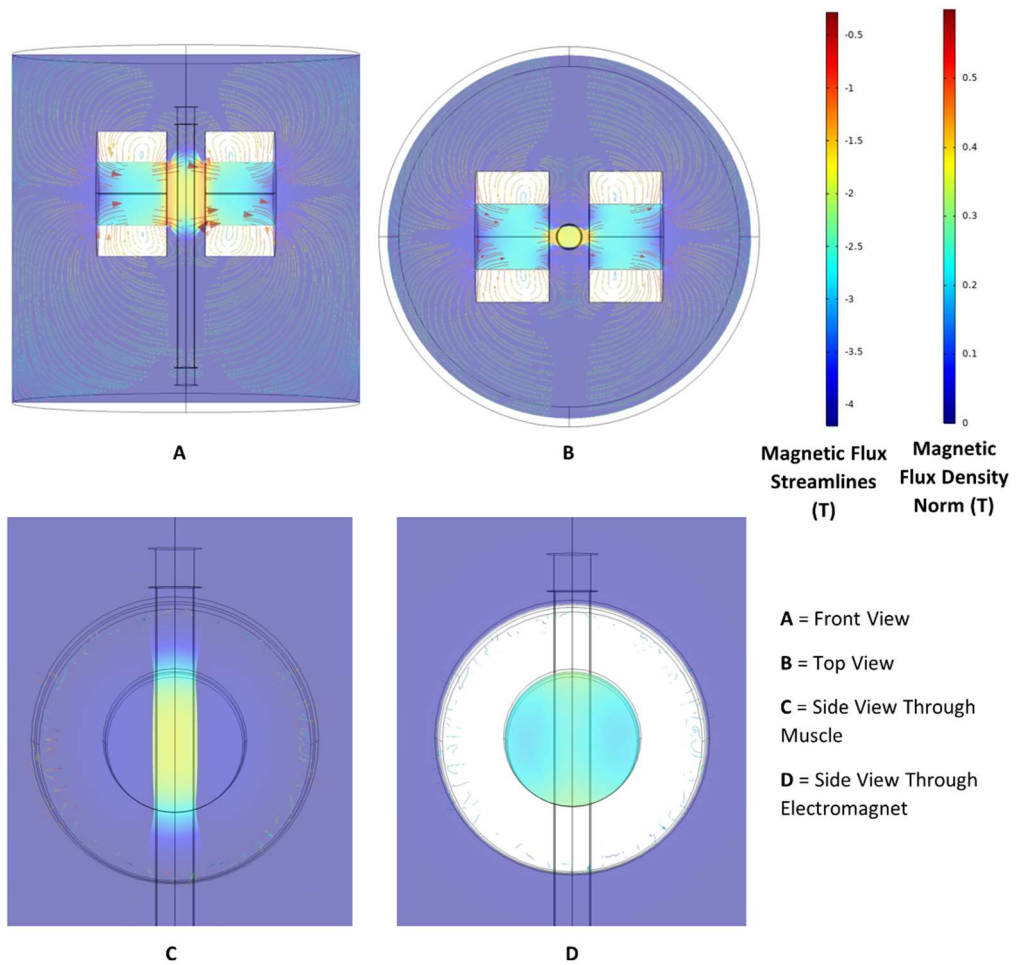 -0.5
-1
-1.5
-2
-2.5
-3
-3.5
-4
0.5
0.4
0.3
0.2
0.1
0
A
B
Magnetic Flux
Streamlines
(T)
Magnetic
Flux Density
Norm (T)
A = Front View
B = Top View
C = Side View Through
Muscle
D = Side View Through
Electromagnet
C
D